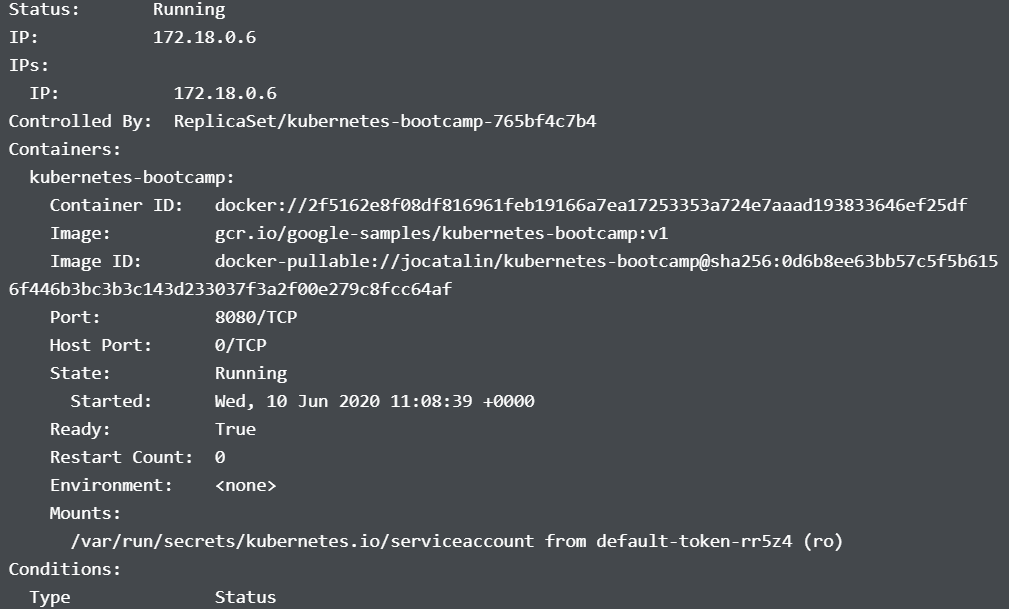 Status:       Running
IP:           172.18.0.6
IPs:
  IP:           172.18.0.6
Controlled By:  ReplicaSet/kubernetes-bootcamp-765bf4c7b4
Containers:
  kubernetes-bootcamp:
    Container ID:   docker://2f5162e8f08df816961feb19166a7ea17253353a724e7aaad193833646ef25df
    Image:          gcr.io/google-samples/kubernetes-bootcamp:v1
    Image ID:       docker-pullable://jocatalin/kubernetes-bootcamp@sha256:0d6b8ee63bb57c5f5b615
6f446b3bc3b3c143d233037f3a2f00e279c8fcc64af
    Port:           8080/TCP
    Host Port:      0/TCP
    State:          Running
      Started:      Wed, 10 Jun 2020 11:08:39 +0000
    Ready:          True
    Restart Count:  0
    Environment:    <none>
    Mounts:
      /var/run/secrets/kubernetes.io/serviceaccount from default-token-rr5z4 (ro)
Conditions:
  Type              Status